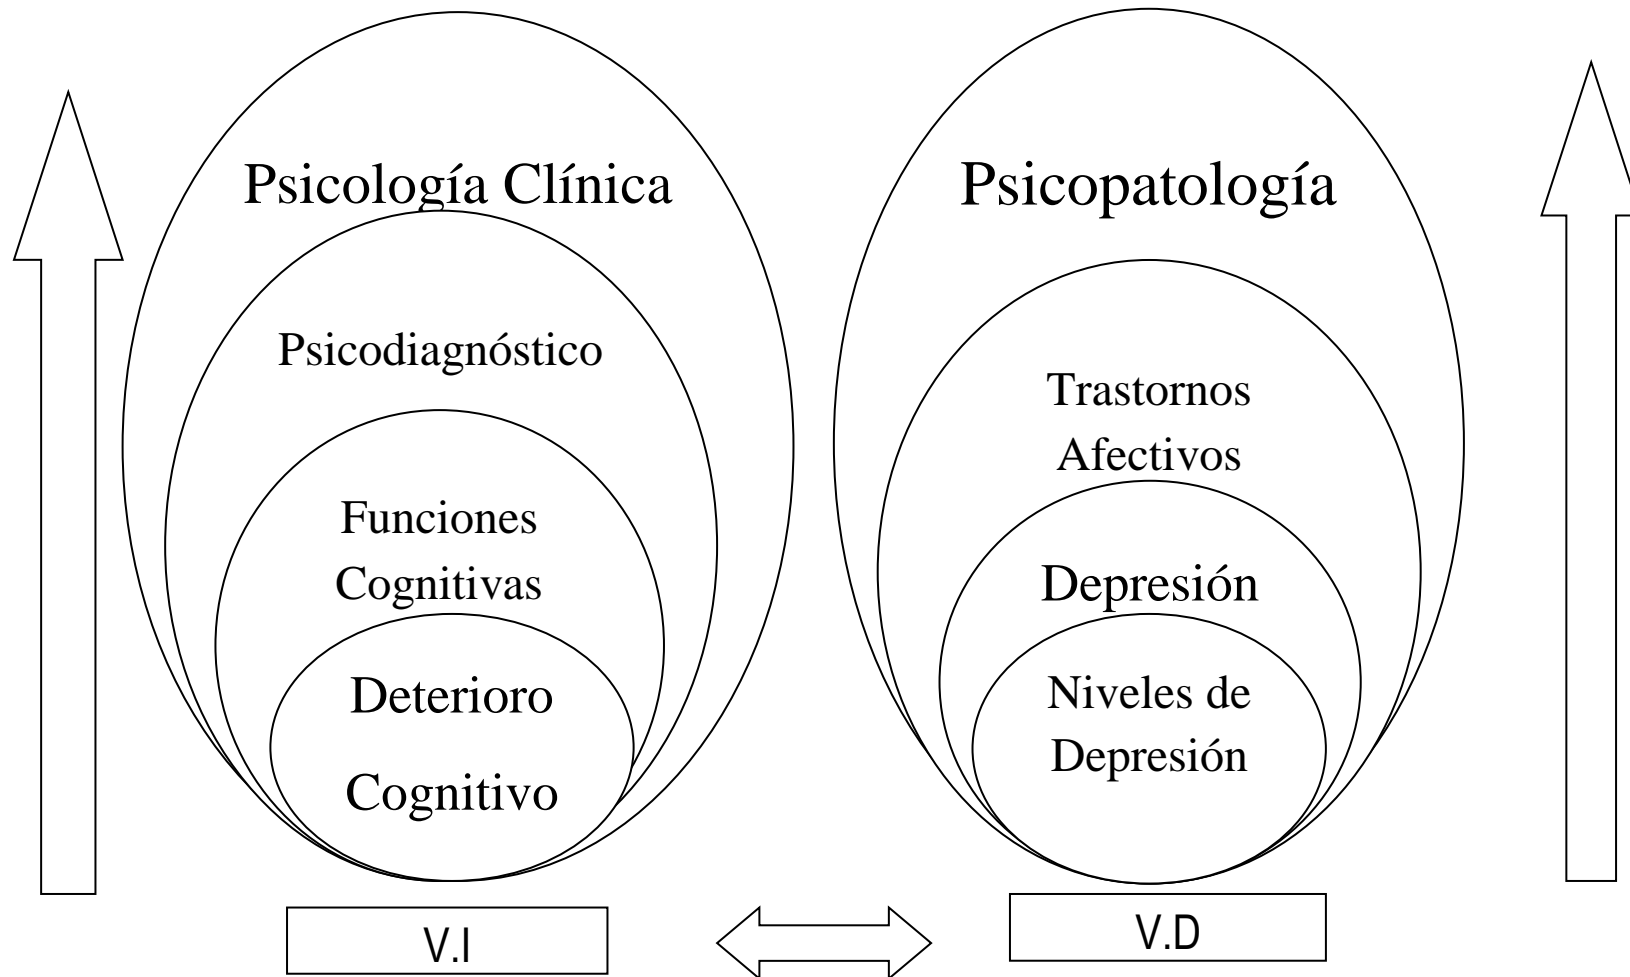 Psicología Clínica
Psicodiagnóstico
Funciones
Cognitivas
Deterioro
Cognitivo
V.I
Psicopatología
Trastornos
Afectivos
Depresión
Niveles de
Depresión
V.D